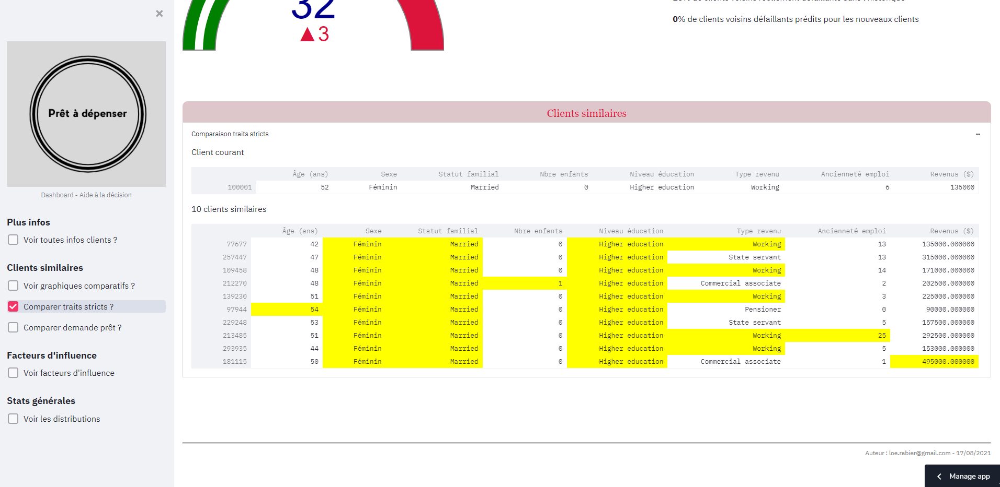 ×
Prêt à dépenser
Dashboard - Aide à la décision
Plus infos
Voir toutes infos clients ?
Clients similaires
Voir graphiques comparatifs ?
Comparer traits stricts ?
Comparer demande prêt ?
Facteurs d'influence
Voir facteurs d'influence
Stats générales
Voir les distributions
32
▲3
0% de clients voisins défaillants prédits pour les nouveaux clients
Clients similaires
Comparaison traits stricts
Client courant
Âge (ans) Sexe Statut familial Nbre enfants Niveau éducation Type revenu Ancienneté emploi Revenus ($)
100001 52 Féminin Married 0 Higher education Working 6 135000
10 clients similaires
Âge (ans) Sexe Statut familial Nbre enfants Niveau éducation Type revenu Ancienneté emploi Revenus ($)
77677 42 Féminin Married 0 Higher education Working 13 135000.000000
257447 47 Féminin Married 0 Higher education State servant 13 315000.000000
109458 48 Féminin Married 0 Higher education Working 14 171000.000000
212270 48 Féminin Married 1 Higher education Commercial associate 2 202500.000000
139230 51 Féminin Married 0 Higher education Working 3 225000.000000
97944 54 Féminin Married 0 Higher education Pensioner 0 90000.000000
229248 53 Féminin Married 0 Higher education State servant 5 157500.000000
213485 51 Féminin Married 0 Higher education Working 25 292500.000000
293935 44 Féminin Married 0 Higher education Working 5 153000.000000
181115 50 Féminin Married 0 Higher education Commercial associate 1 495000.000000
Auteur : loe.rabier@gmail.com - 17/08/2021
Manage app